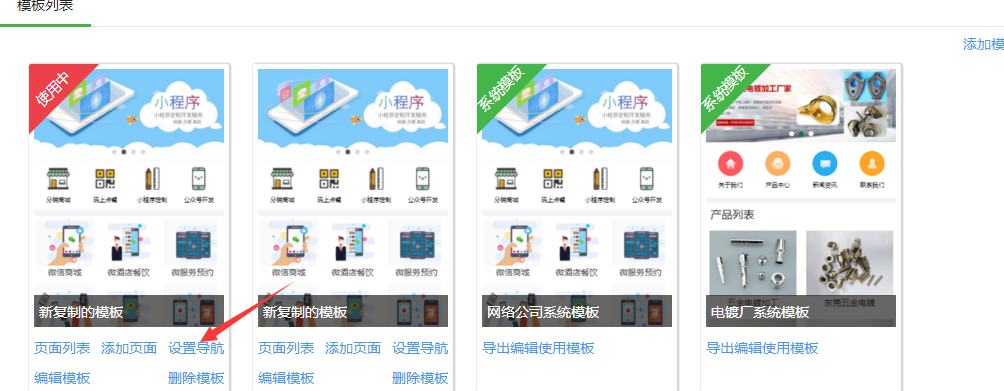 模板列表
添加模
使用中
小程序
小程序定制开发服务
分销商城 码上点餐 小程序定制 公众号开发
微信商城 微酒店餐饮 微服务预约
新复制的模板
页面列表 添加页面 设置导航
编辑模板 删除模板
小程序
小程序定制开发服务
分销商城 码上点餐 小程序定制 公众号开发
微信商城 微酒店餐饮 微服务预约
新复制的模板
页面列表 添加页面 设置导航
编辑模板 删除模板
系统模板
小程序
小程序定制开发服务
分销商城 码上点餐 小程序定制 公众号开发
微信商城 微酒店餐饮 微服务预约
网络公司系统模板
导出编辑使用模板
系统模板
电镀加工厂家
关于我们 产品中心 新闻资讯 联系我们
产品列表
五金电镀加工 东莞五金电镀
电镀厂系统模板
导出编辑使用模板